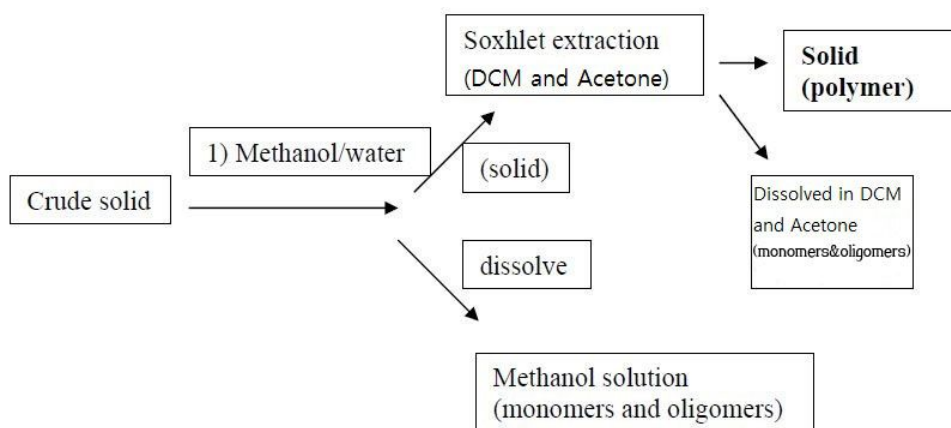 Soxhlet extraction
(DCM and Acetone)
Solid
(polymer)
1) Methanol/water
(solid)
Crude solid
Dissolved in DCM
and Acetone
(monomers&oligomers)
dissolve
Methanol solution
(monomers and oligomers)